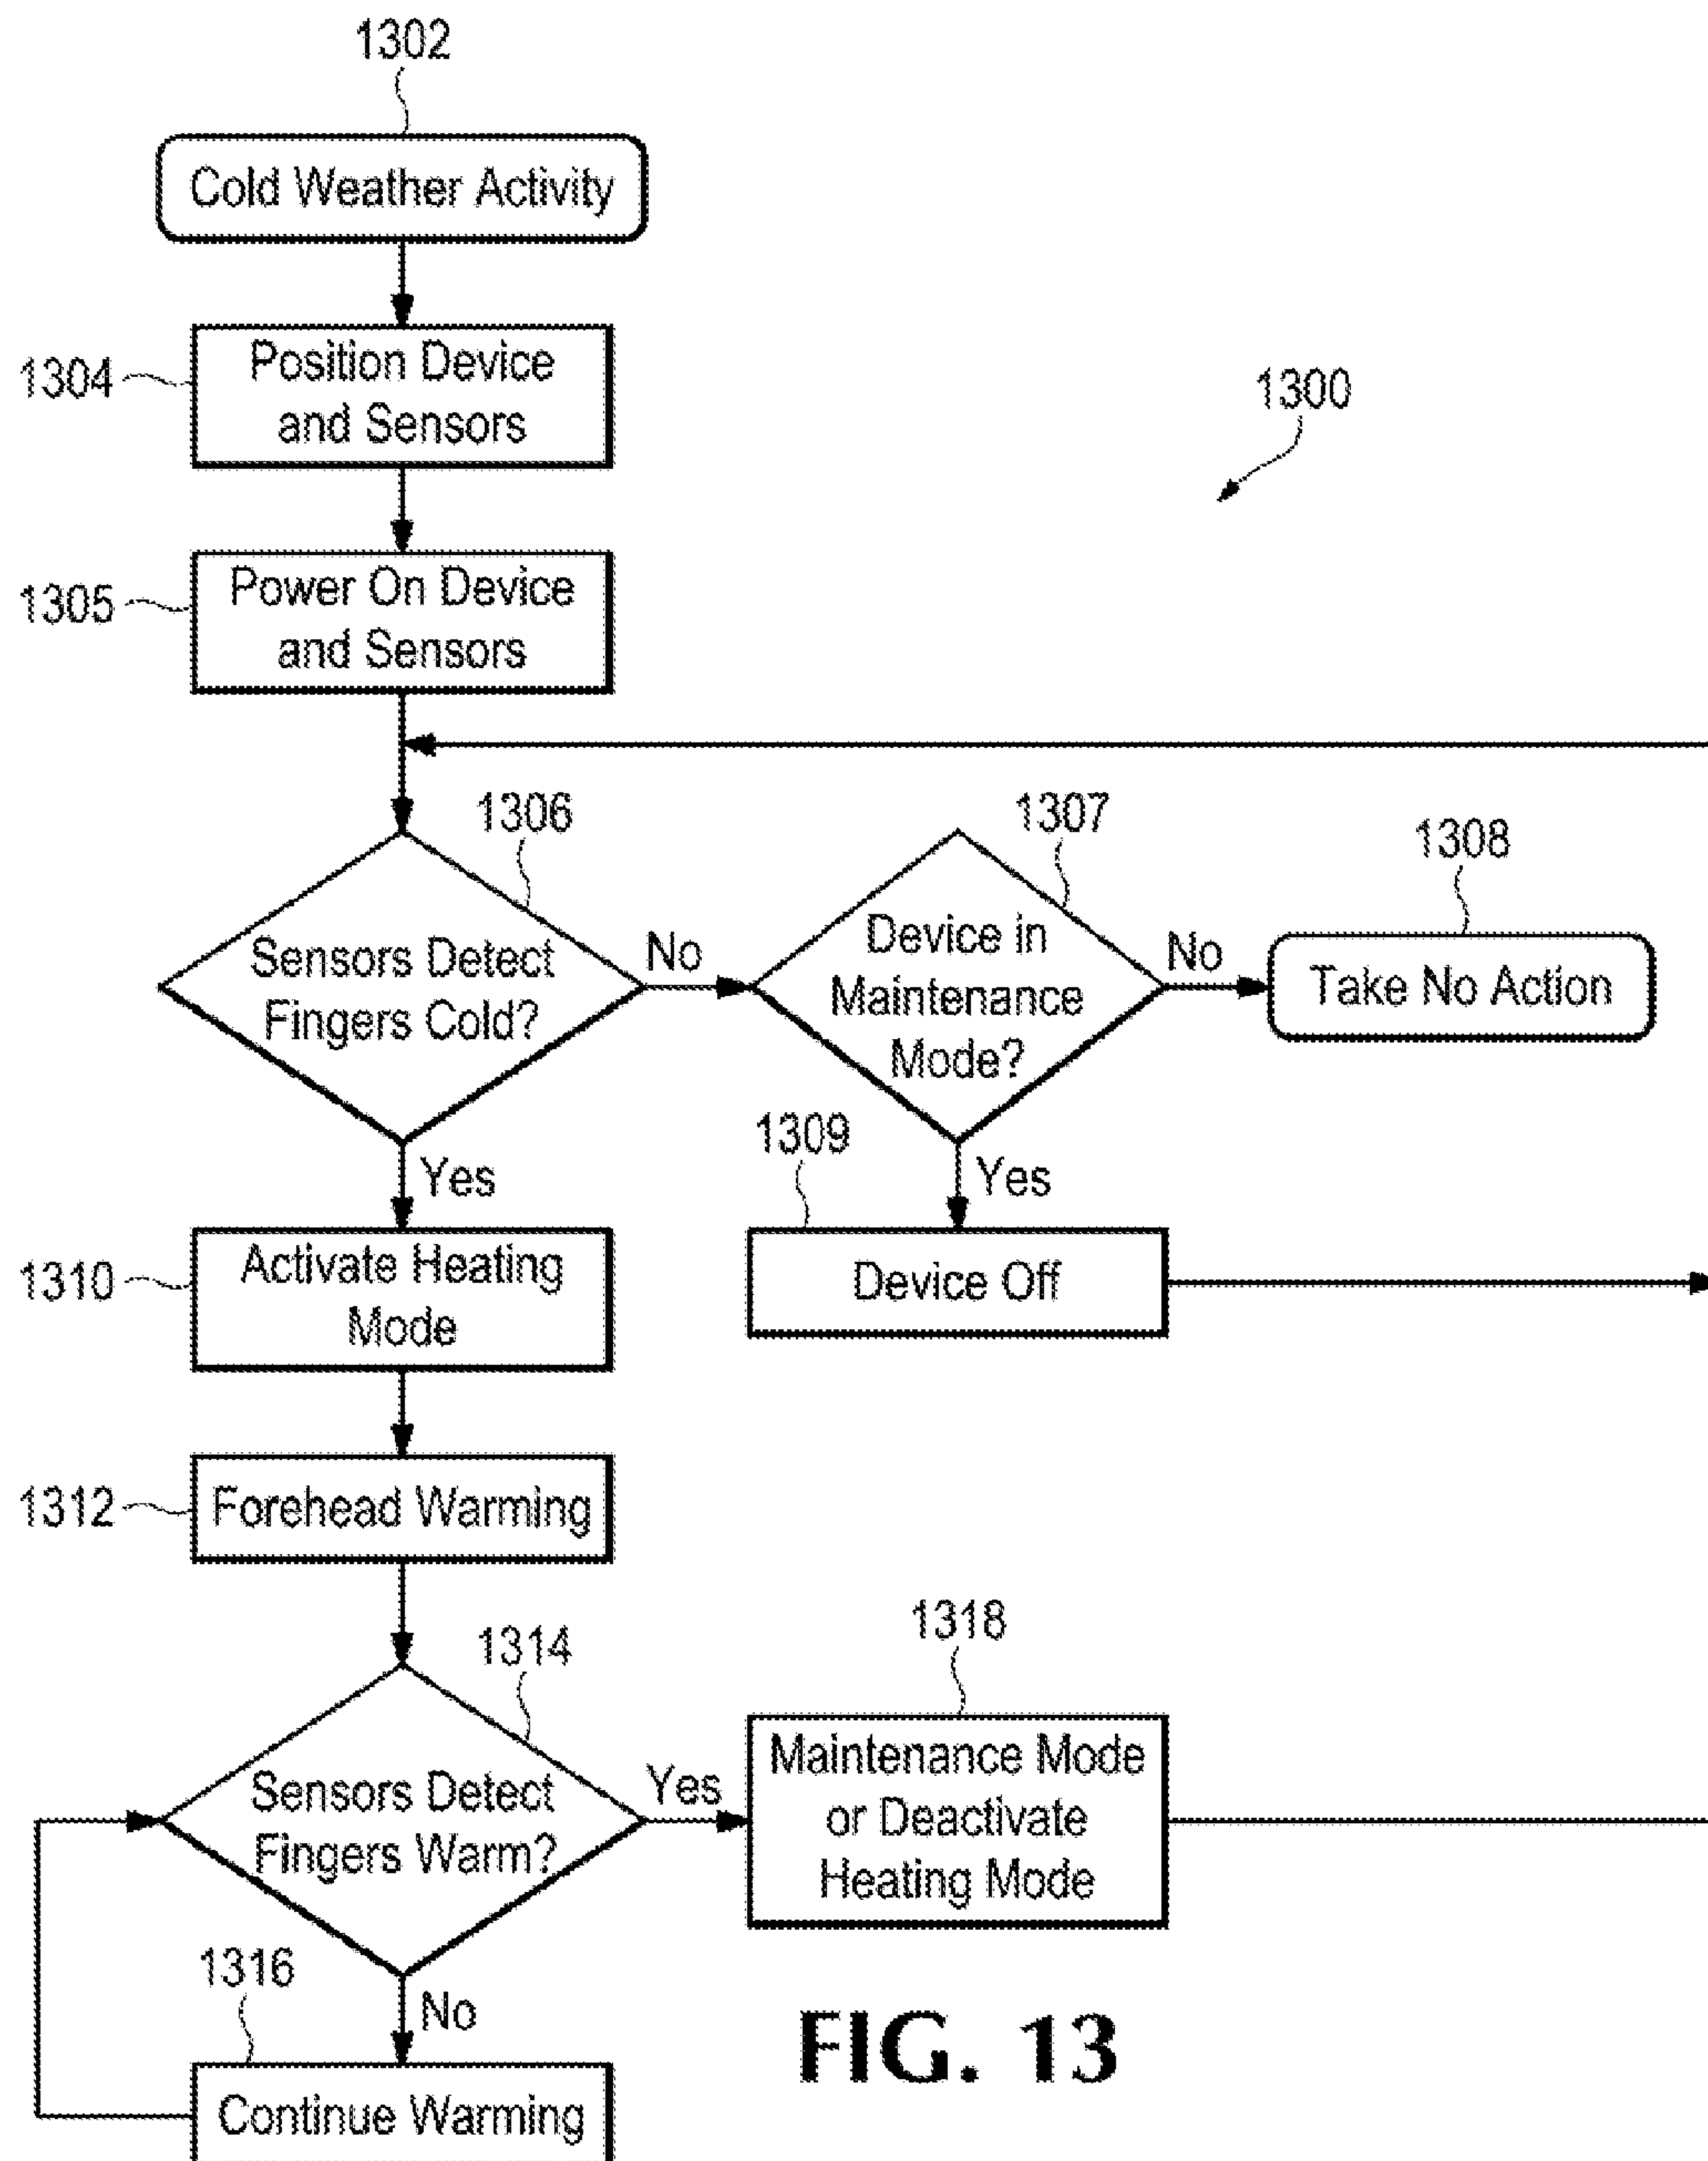 1302
Cold Weather Activity
1304
Position Device
and Sensors
1300
1305
Power On Device
and Sensors
1306
Sensors Detect
Fingers Cold?
No
1307
Device in
Maintenance
Mode?
No
1308
Take No Action
Yes
1309
Yes
Device Off
1310
Activate Heating
Mode
1312
Forehead Warming
1314
Sensors Detect
Fingers Warm?
Yes
1318
Maintenance Mode
or Deactivate
Heating Mode
1316
No
Continue Warming
FIG. 13